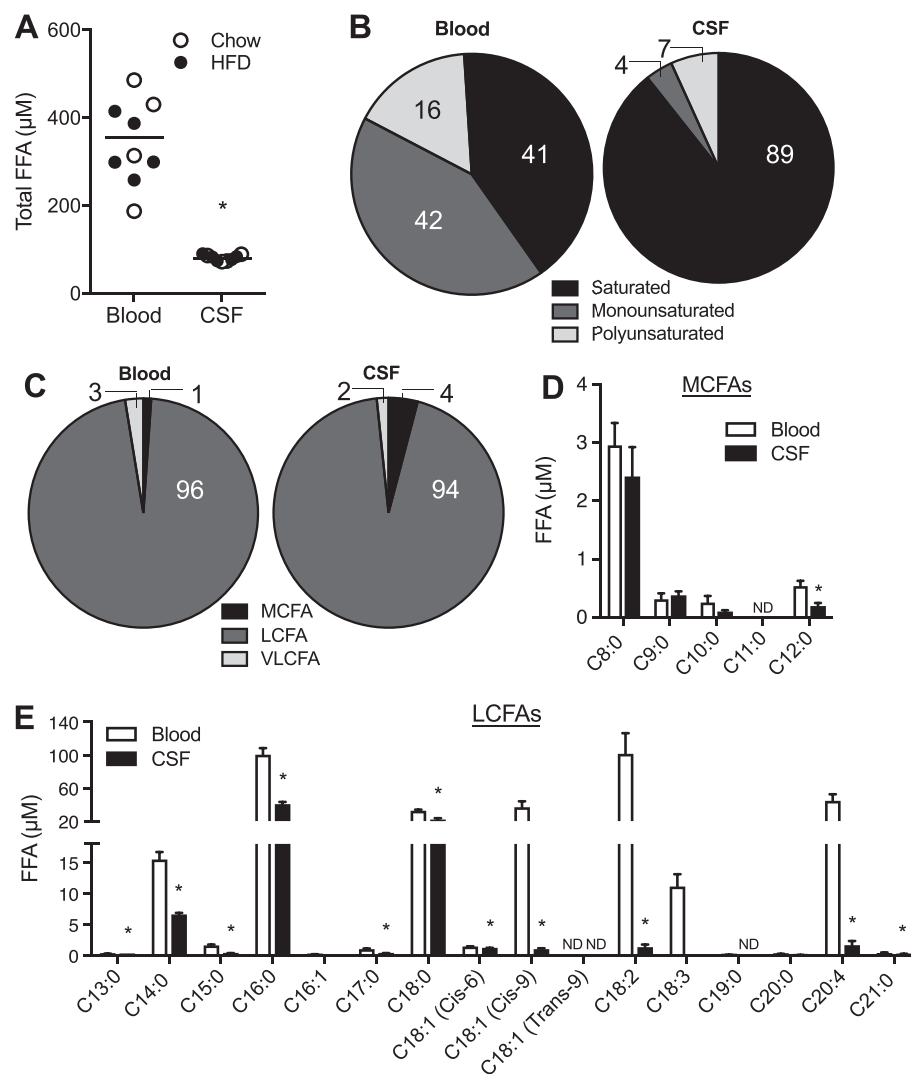 A
600
400
200
0
Total FFA (µM)
Chow
HFD
*
Blood
CSF
B
Blood
CSF
16
41
42
4
7
89
Saturated
Monounsaturated
Polyunsaturated
C
Blood
CSF
3
1
96
2
4
94
MCFA
LCFA
VLCFA
D
MCFAs
4
3
2
1
0
FFA (µM)
Blood
CSF
ND
*
C8:0
C9:0
C10:0
C11:0
C12:0
E
LCFAs
140
100
60
20
15
10
5
0
FFA (µM)
Blood
CSF
*
*
*
*
*
*
*
*
ND ND
*
ND
*
*
C13:0
C14:0
C15:0
C16:0
C16:1
C17:0
C18:0
C18:1 (Cis-6)
C18:1 (Cis-9)
C18:1 (Trans-9)
C18:2
C18:3
C19:0
C20:0
C20:4
C21:0